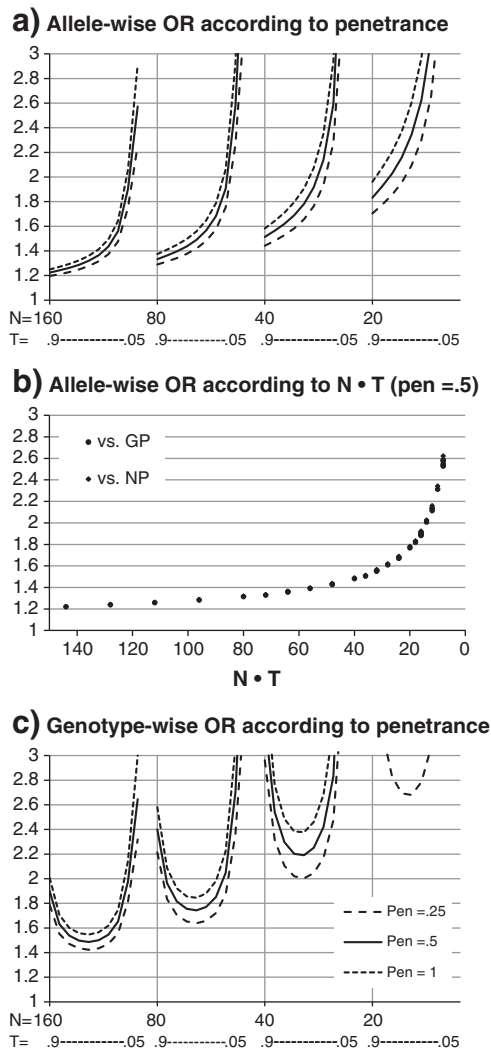 a) Allele-wise OR according to penetrance
3
2.8
2.6
2.4
2.2
2
1.8
1.6
1.4
1.2
1
N=160 80 40 20
T= .9-----------.05 .9-----------.05 .9-----------.05 .9-----------.05
b) Allele-wise OR according to N • T (pen =.5)
3
2.8
2.6
2.4
2.2
2
1.8
1.6
1.4
1.2
1
vs. GP
vs. NP
140 120 100 80 60 40 20 0
N • T
c) Genotype-wise OR according to penetrance
3
2.8
2.6
2.4
2.2
2
1.8
1.6
1.4
1.2
1
Pen =.25
Pen =.5
Pen = 1
N=160 80 40 20
T= .9-----------.05 .9-----------.05 .9-----------.05 .9-----------.05